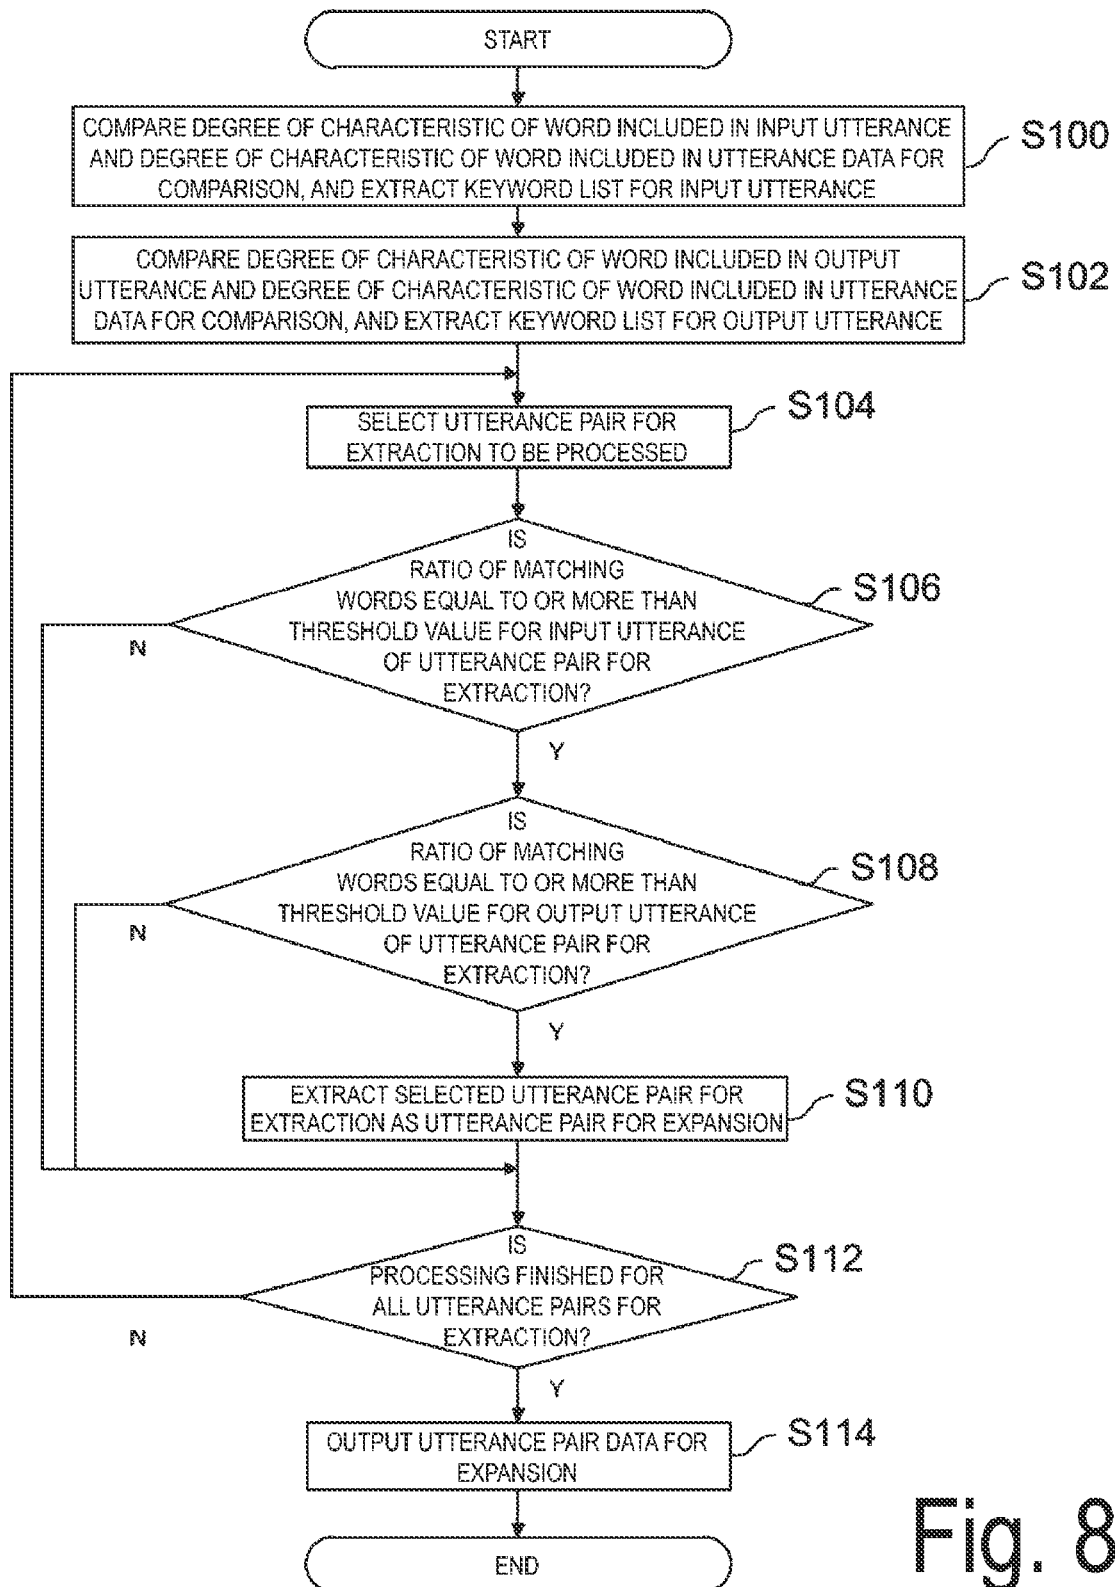 START
COMPARE DEGREE OF CHARACTERISTIC OF WORD INCLUDED IN INPUT UTTERANCE
AND DEGREE OF CHARACTERISTIC OF WORD INCLUDED IN UTTERANCE DATA FOR
COMPARISON, AND EXTRACT KEYWORD LIST FOR INPUT UTTERANCE
S100
COMPARE DEGREE OF CHARACTERISTIC OF WORD INCLUDED IN OUTPUT
UTTERANCE AND DEGREE OF CHARACTERISTIC OF WORD INCLUDED IN UTTERANCE
DATA FOR COMPARISON, AND EXTRACT KEYWORD LIST FOR OUTPUT UTTERANCE
S102
SELECT UTTERANCE PAIR FOR
EXTRACTION TO BE PROCESSED
S104
IS
RATIO OF MATCHING
WORDS EQUAL TO OR MORE THAN
THRESHOLD VALUE FOR INPUT UTTERANCE
OF UTTERANCE PAIR FOR
EXTRACTION?
S106
N
Y
IS
RATIO OF MATCHING
WORDS EQUAL TO OR MORE THAN
THRESHOLD VALUE FOR OUTPUT UTTERANCE
OF UTTERANCE PAIR FOR
EXTRACTION?
S108
N
Y
EXTRACT SELECTED UTTERANCE PAIR FOR
EXTRACTION AS UTTERANCE PAIR FOR EXPANSION
S110
IS
PROCESSING FINISHED FOR
ALL UTTERANCE PAIRS FOR
EXTRACTION?
S112
N
Y
OUTPUT UTTERANCE PAIR DATA FOR
EXPANSION
S114
END
Fig. 8